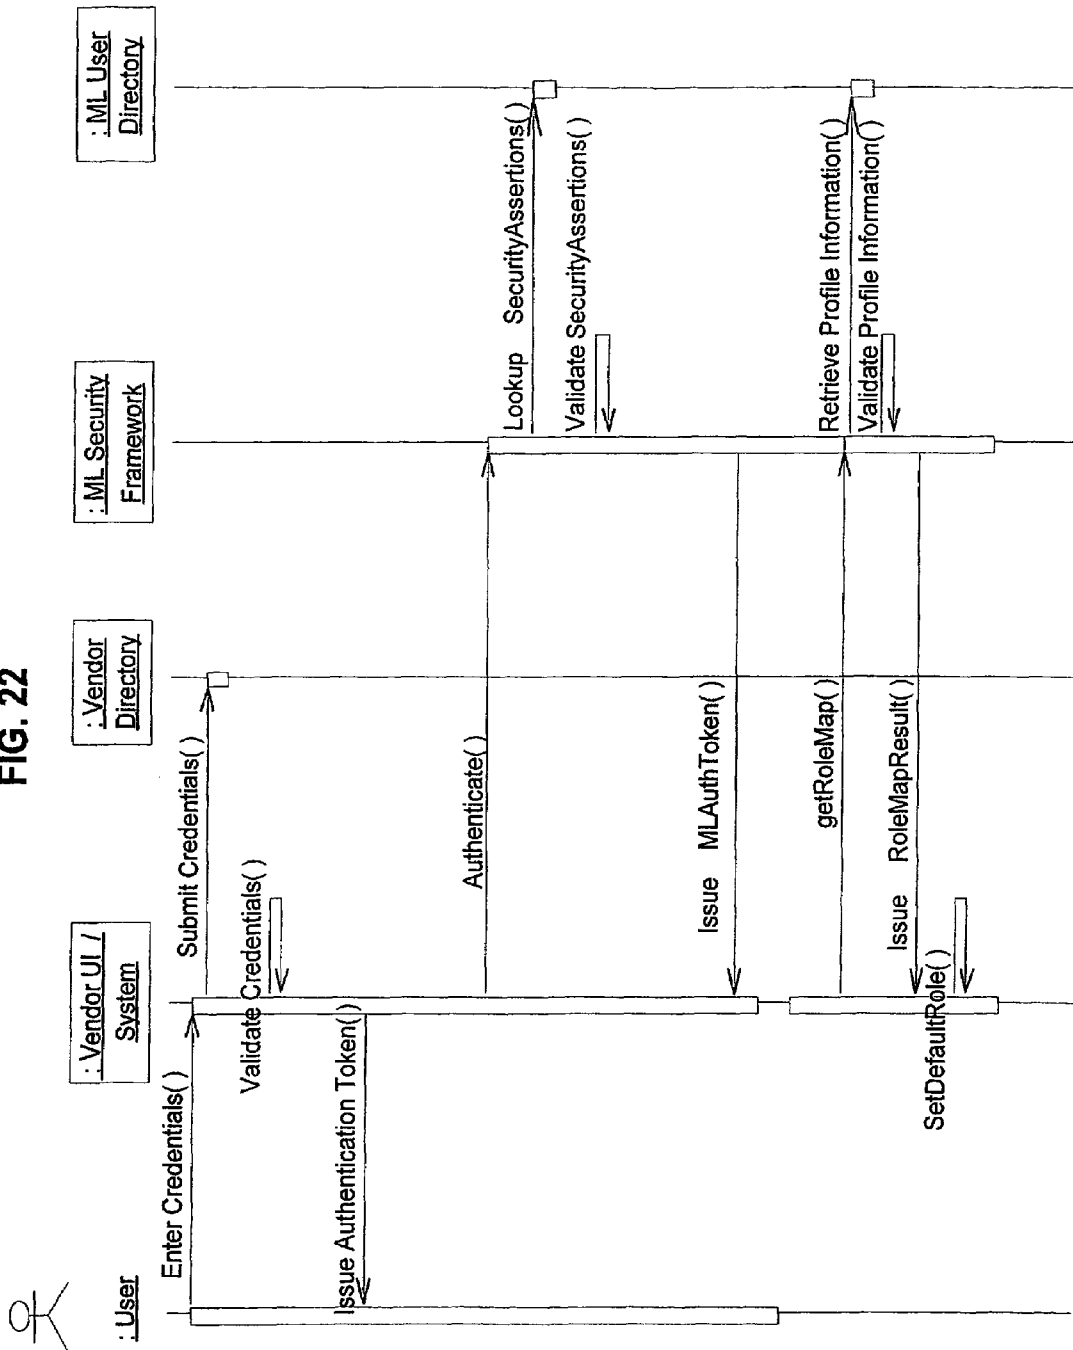 FIG. 22
: User
: Vendor UI /
System
: Vendor
Directory
: ML Security
Framework
: ML User
Directory
Enter Credentials( )
Submit Credentials( )
Validate Credentials( )
Issue Authentication Token( )
Authenticate( )
Lookup SecurityAssertions( )
Validate SecurityAssertions( )
Issue MLAuthToken( )
getRoleMap( )
Retrieve Profile Information( )
Validate Profile Information( )
Issue RoleMapResult( )
SetDefaultRole( )